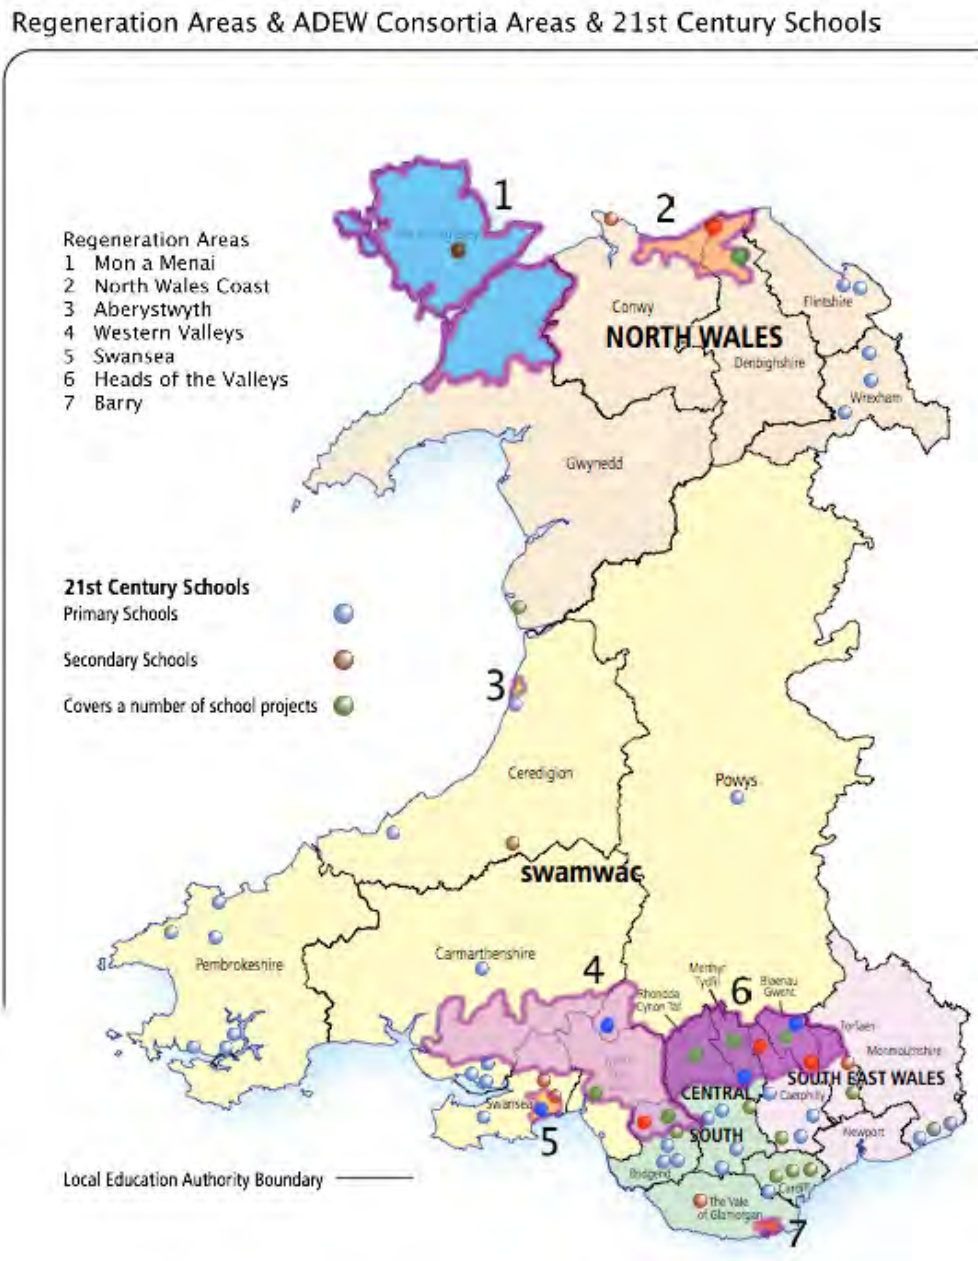 Regeneration Areas & ADEW Consortia Areas & 21st Century Schools
1
2
Regeneration Areas
1 Mon a Menai
2 North Wales Coast
3 Aberystwyth
4 Western Valleys
5 Swansea
6 Heads of the Valleys
7 Barry
Flintshire
Conwy
NORTH WALES
Denbighshire
Wrexham
Gwynedd
21st Century Schools
Primary Schools
Secondary Schools
Covers a number of school projects
3
Ceredigion
Powys
swamwac
Carmarthenshire
Pembrokeshire
4
Merthyr
Tydfil
6
Blaenau
Gwent
Rhondda
Cynon Taf
Torfaen
Monmouthshire
SOUTH EAST WALES
CENTRAL
Caerphilly
Swansea
SOUTH
Newport
5
Bridgend
Local Education Authority Boundary
Cardiff
The Vale
of Glamorgan
7